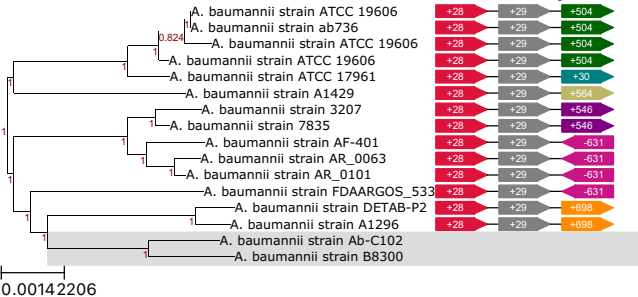 A. baumannii strain ATCC 19606 +28 +29 +504
1 A. baumannii strain ab736 +28 +29 +504
0.824 A. baumannii strain ATCC 19606 +28 +29 +504
1 A. baumannii strain ATCC 19606 +28 +29 +504
1 A. baumannii strain ATCC 17961 +28 +29 +30
1 A. baumannii strain A1429 +28 +29 +564
A. baumannii strain 3207 +28 +29 +546
1 1 A. baumannii strain 7835 +28 +29 +546
1 A. baumannii strain AF-401 +28 +29 -631
1 A. baumannii strain AR_0063 +28 +29 -631
1 1 A. baumannii strain AR_0101 +28 +29 -631
A. baumannii strain FDAARGOS_533 +28 +29 -631
A. baumannii strain DETAB-P2 +28 +29 +698
1 1 A. baumannii strain A1296 +28 +29 +698
1 A. baumannii strain Ab-C102
1 A. baumannii strain B8300
0.00142206